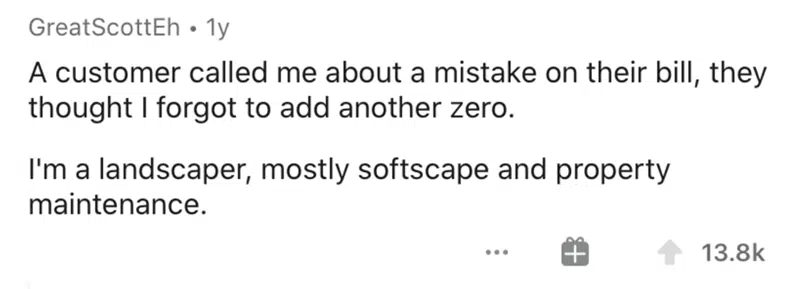 GreatScottEh • 1y
A customer called me about a mistake on their bill, they
thought I forgot to add another zero.
I'm a landscaper, mostly softscape and property
maintenance.
13.8k